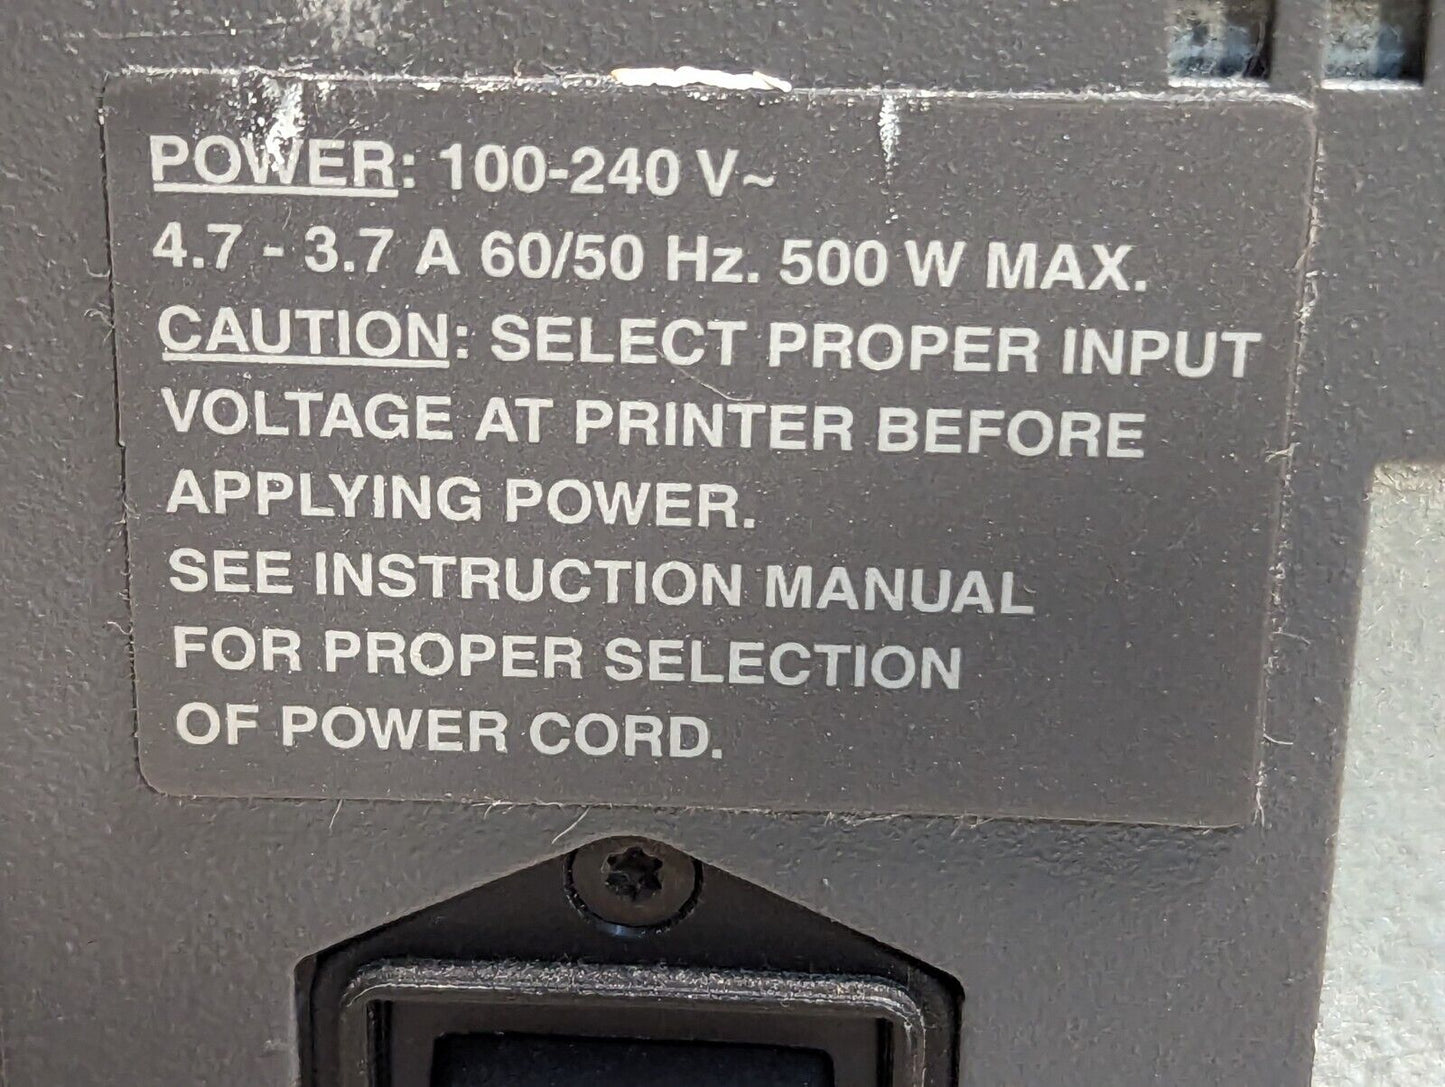 POWER: 100-240 V~
4.7 - 3.7 A 60/50 Hz. 500 W MAX.
CAUTION: SELECT PROPER INPUT
VOLTAGE AT PRINTER BEFORE
APPLYING POWER.
SEE INSTRUCTION MANUAL
FOR PROPER SELECTION
OF POWER CORD.